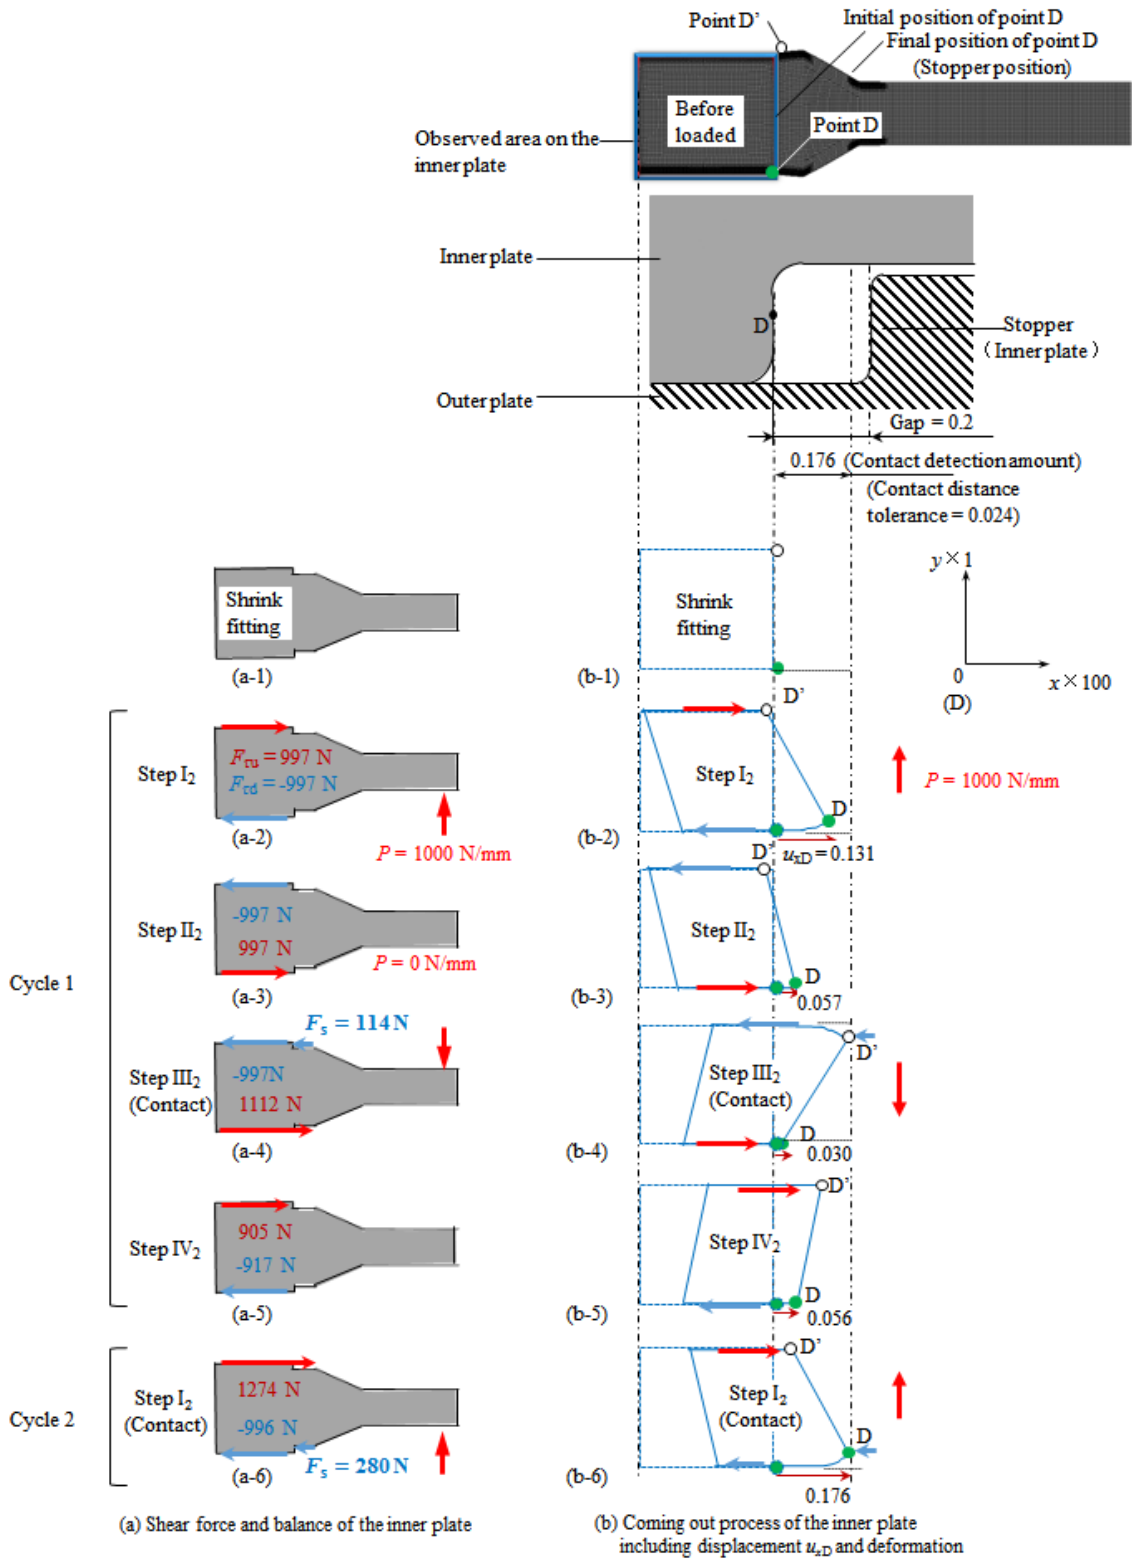 Point D’
Initial position of point D
Final position of point D
(Stopper position)
Before
loaded
Point D
Observed area on the
inner plate
Inner plate
D
Stopper
(Inner plate)
Outer plate
Gap = 0.2
0.176 (Contact detection amount)
(Contact distance
tolerance = 0.024)
y×1
0
(D)
x×100
Shrink
fitting
(a-1)
Shrink
fitting
(b-1)
Cycle 1
Step I2
Fru = 997 N
Frd = -997 N
(a-2)
P = 1000 N/mm
D’
Step I2
D
(b-2)
uxD = 0.131
P = 1000 N/mm
Step II2
-997 N
997 N
P = 0 N/mm
(a-3)
D’
Step II2
D
(b-3)
0.057
Fs = 114 N
Step III2
(Contact)
-997N
1112 N
(a-4)
D’
Step III2
(Contact)
D
(b-4)
0.030
Step IV2
905 N
-917 N
(a-5)
D’
Step IV2
D
(b-5)
0.056
Cycle 2
Step I2
(Contact)
1274 N
-996 N
Fs = 280 N
(a-6)
D’
Step I2
(Contact)
D
(b-6)
0.176
(a) Shear force and balance of the inner plate
(b) Coming out process of the inner plate
including displacement uxD and deformation